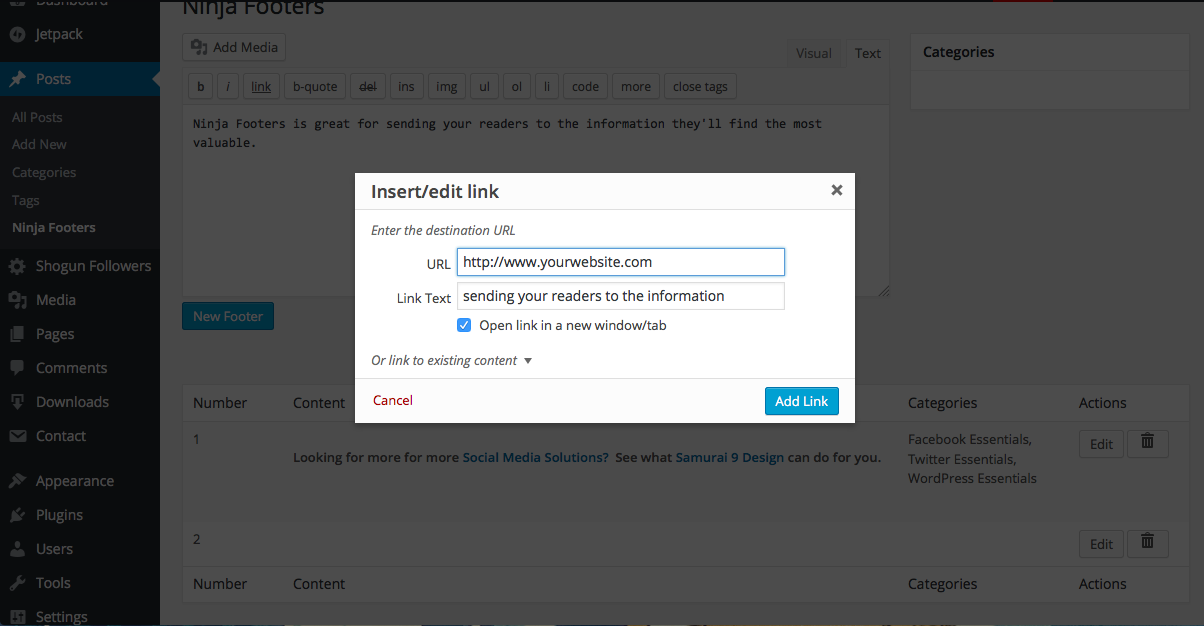 Dashboard
Jetpack
Posts
All Posts
Add New
Categories
Tags
Ninja Footers
Shogun Followers
Media
Pages
Comments
Downloads
Contact
Appearance
Plugins
Users
Tools
Settings
Ninja Footers
Add Media
Visual Text
b i link b-quote del ins img ul ol li code more close tags
Ninja Footers is great for sending your readers to the information they'll find the most
valuable.
New Footer
Categories
Insert/edit link
Enter the destination URL
URL http://www.yourwebsite.com
Link Text sending your readers to the information
Open link in a new window/tab
Or link to existing content
Cancel Add Link
Number Content Categories Actions
1 Looking for more for more Social Media Solutions? See what Samurai 9 Design can do for you. Facebook Essentials, Edit
Twitter Essentials,
WordPress Essentials
2 Edit
Number Content Categories Actions